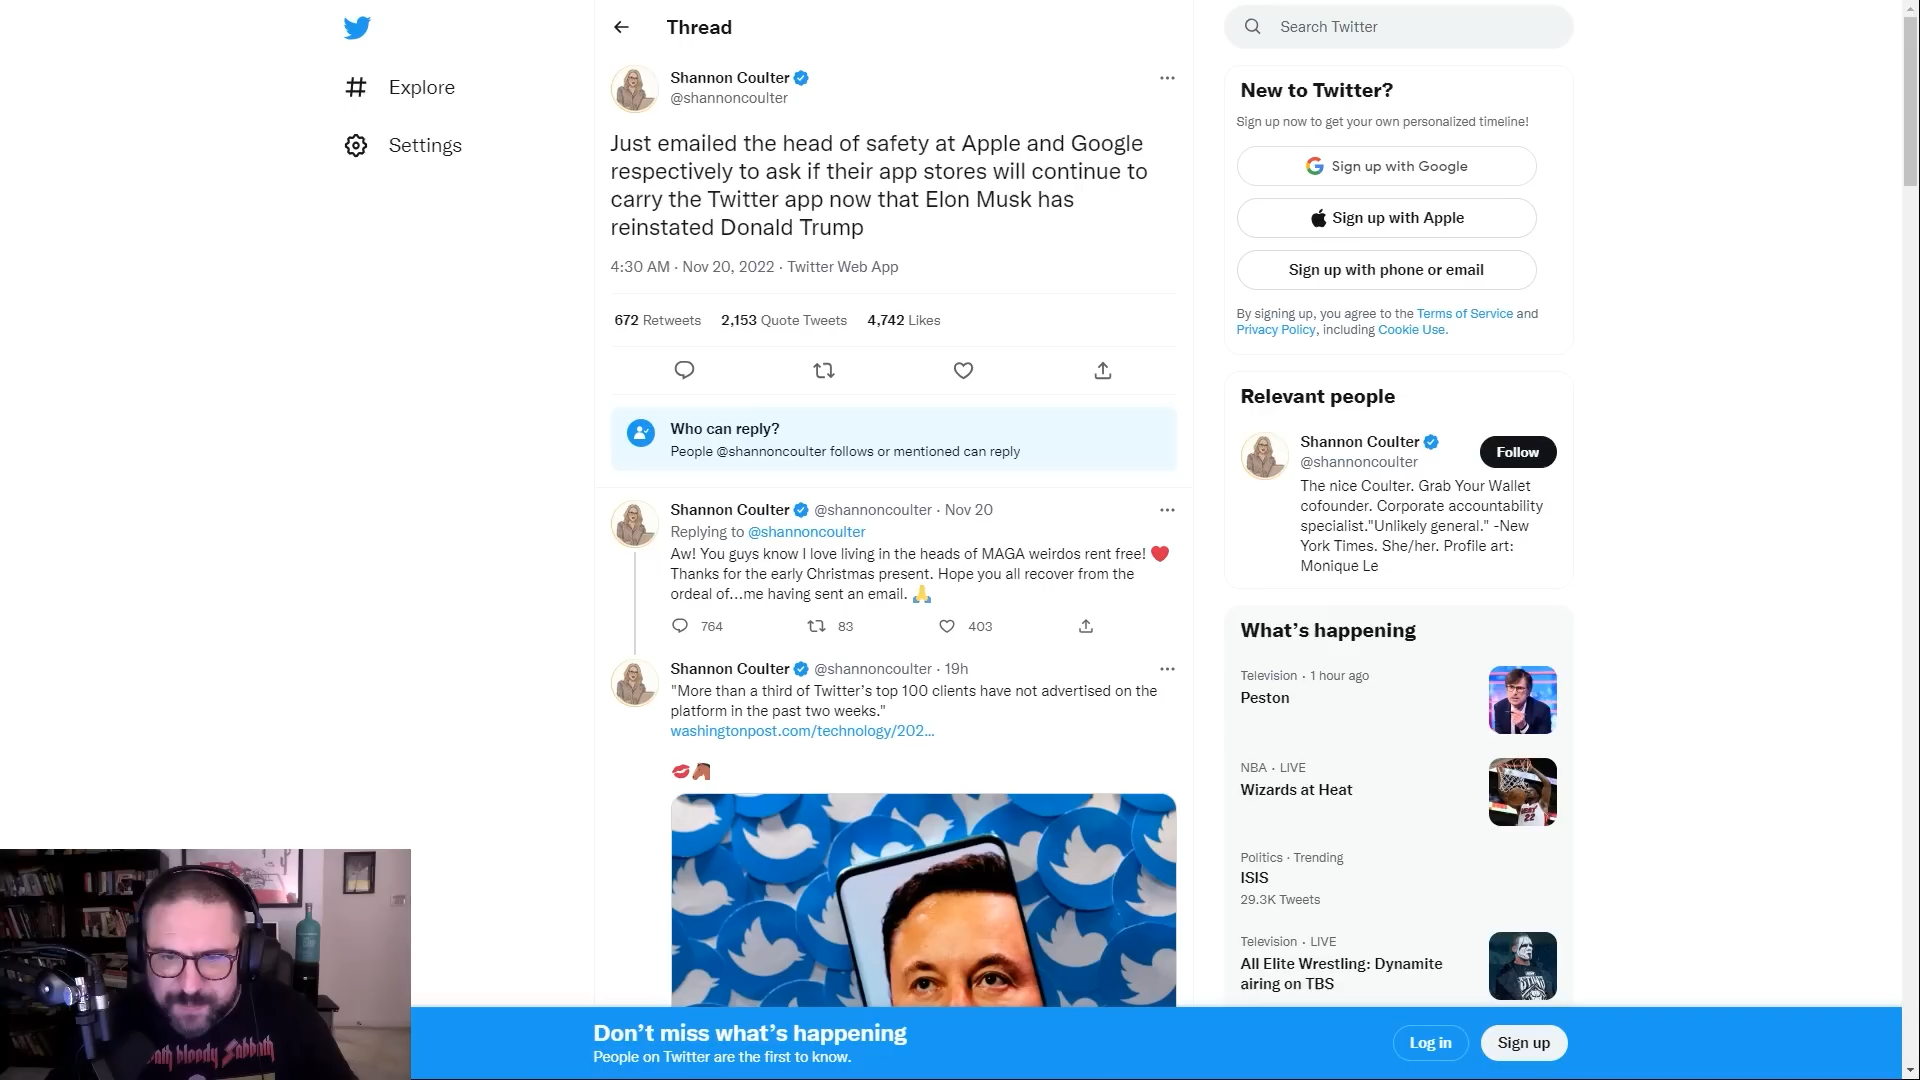 Thread
Search Twitter
Explore
Settings
Shannon Coulter
@shannoncoulter
Just emailed the head of safety at Apple and Google
respectively to ask if their app stores will continue to
carry the Twitter app now that Elon Musk has
reinstated Donald Trump
4:30 AM · Nov 20, 2022 · Twitter Web App
672 Retweets 2,153 Quote Tweets 4,742 Likes
Who can reply?
People @shannoncoulter follows or mentioned can reply
Shannon Coulter @shannoncoulter · Nov 20
Replying to @shannoncoulter
Aw! You guys know I love living in the heads of MAGA weirdos rent free! ❤️
Thanks for the early Christmas present. Hope you all recover from the
ordeal of...me having sent an email. 🙏
764 83 403
Shannon Coulter @shannoncoulter · 19h
"More than a third of Twitter's top 100 clients have not advertised on the
platform in the past two weeks."
washingtonpost.com/technology/202...
New to Twitter?
Sign up now to get your own personalized timeline!
Sign up with Google
Sign up with Apple
Sign up with phone or email
By signing up, you agree to the Terms of Service and
Privacy Policy, including Cookie Use.
Relevant people
Shannon Coulter
@shannoncoulter
Follow
The nice Coulter. Grab Your Wallet
cofounder. Corporate accountability
specialist."Unlikely general." -New
York Times. She/her. Profile art:
Monique Le
What's happening
Television · 1 hour ago
Peston
NBA · LIVE
Wizards at Heat
22
Politics · Trending
ISIS
29.3K Tweets
Television · LIVE
All Elite Wrestling: Dynamite
airing on TBS
bloody Sabbath
Don't miss what's happening
People on Twitter are the first to know.
Log in
Sign up